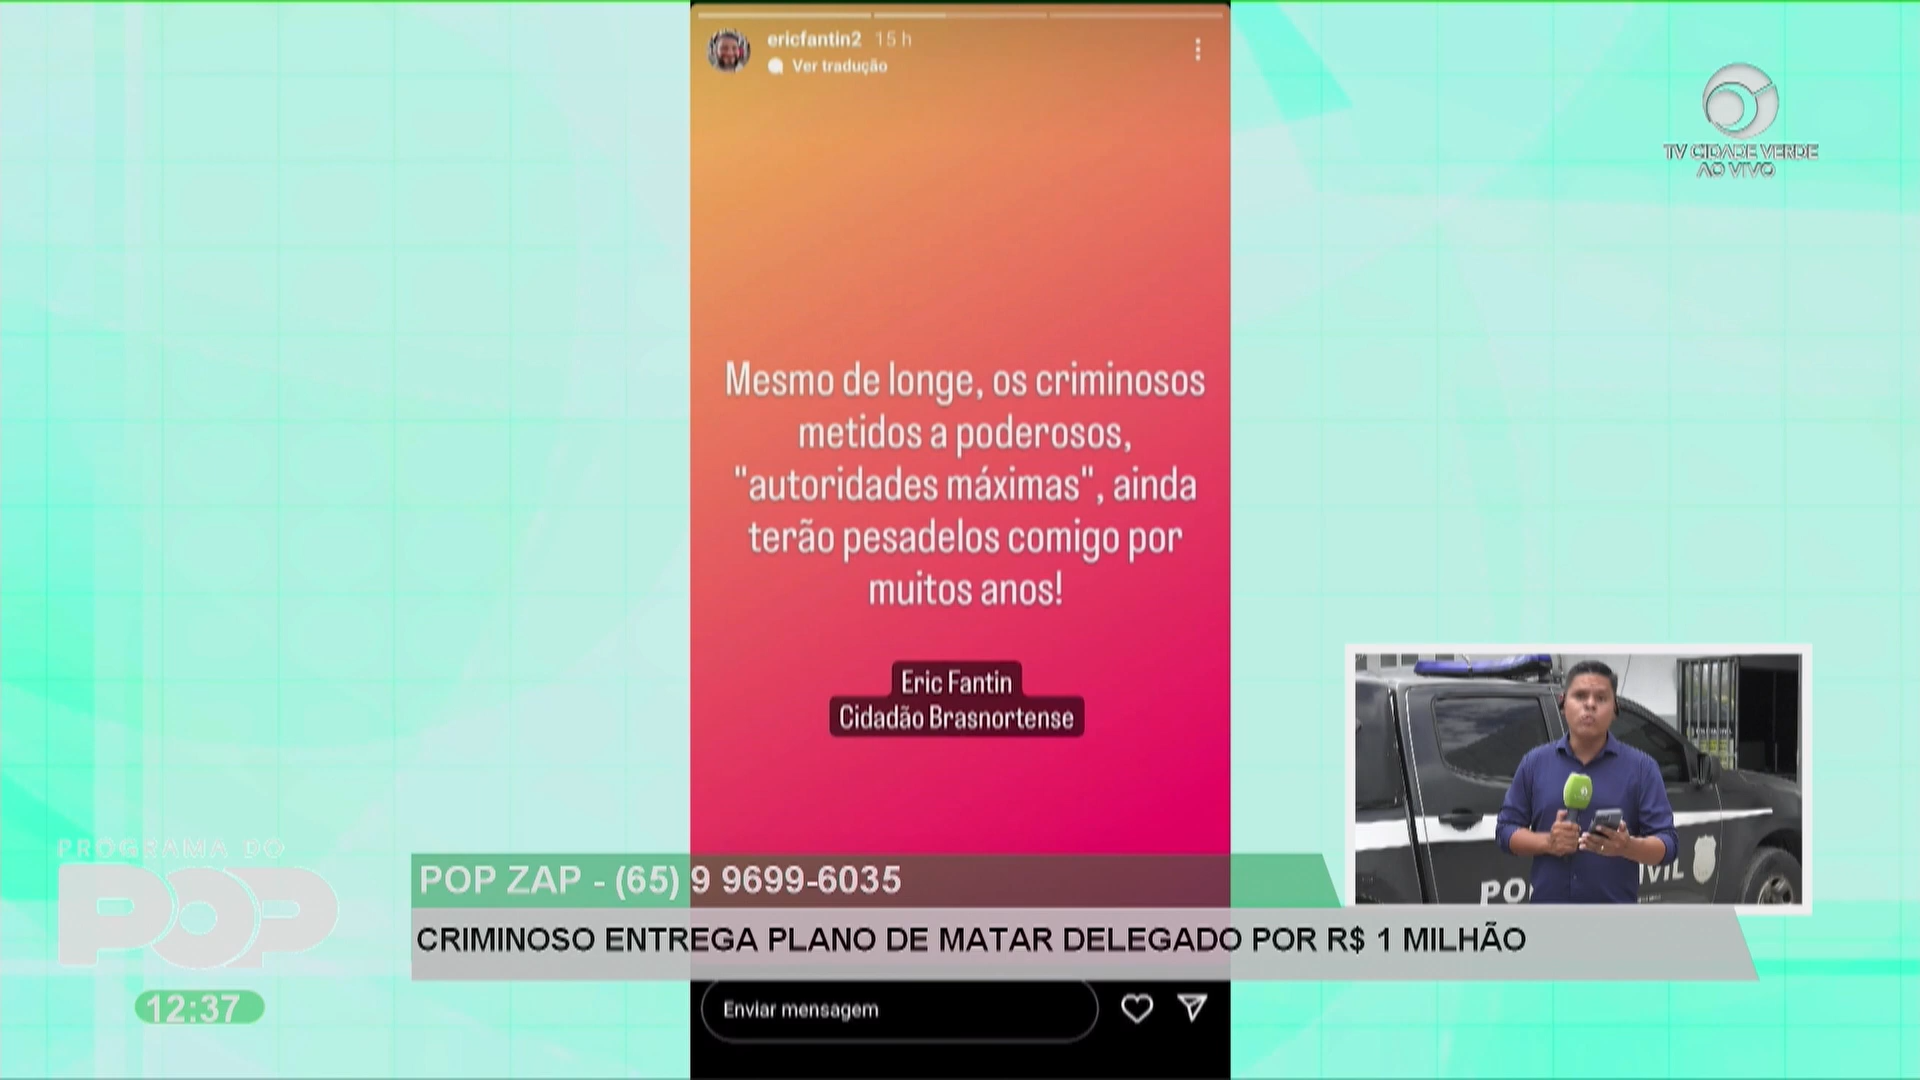 ericfantin2 15 h
Ver tradução
TV CIDADE VERDE
AO VIVO
Mesmo de longe, os criminosos
metidos a poderosos,
"autoridades máximas", ainda
terão pesadelos comigo por
muitos anos!
Eric Fantin
Cidadão Brasnortense
PROGRAMA DO
POP
12:37
POP ZAP - (65) 9 9699-6035
CRIMINOSO ENTREGA PLANO DE MATAR DELEGADO POR R$ 1 MILHÃO
Enviar mensagem